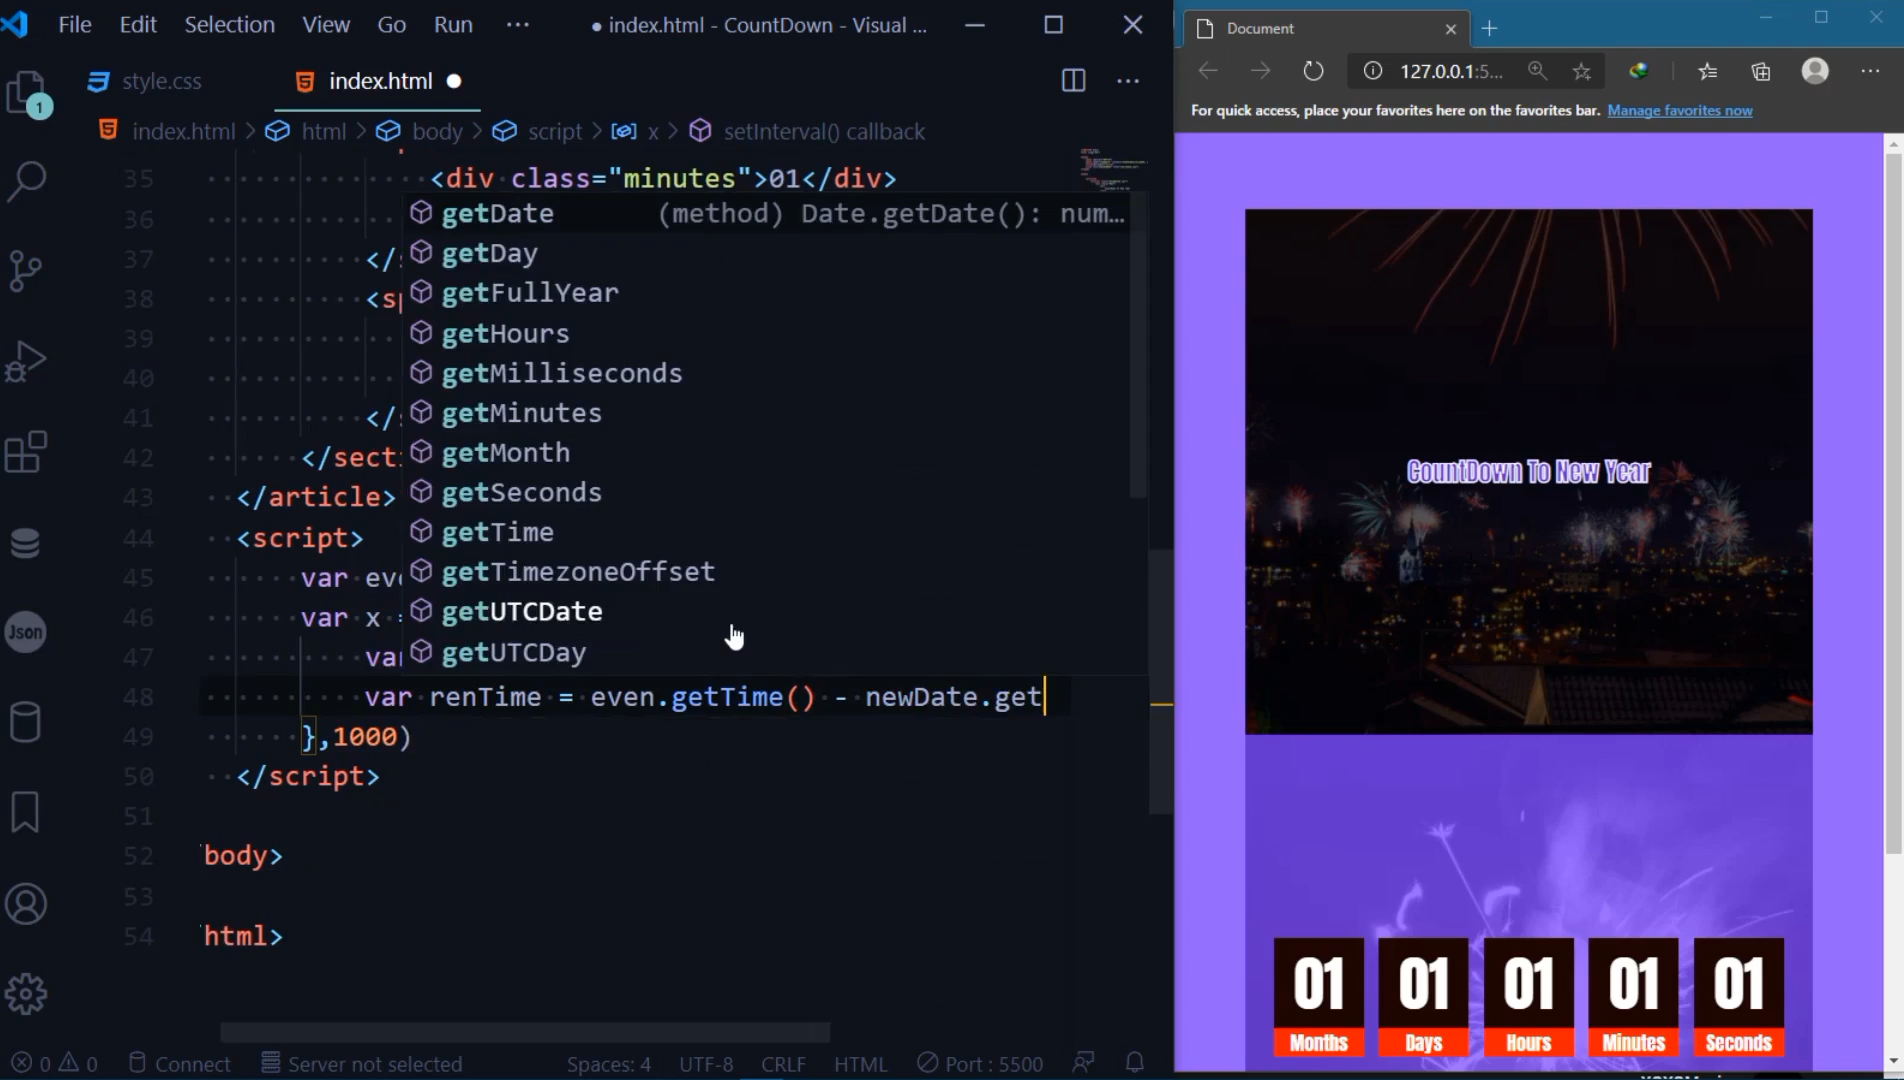 File Edit Selection View Go Run ··· ● index.html - CountDown - Visual ...
style.css index.html ●
index.html > html > body > script > x > setInterval() callback
1
Json
35 <div class="minutes">01</div>
36
37 </
38 <sp
39
40
41 </
42 </secti
43 </article>
44 <script>
45 var eve
46 var x =
47 var
48 var renTime = even.getTime() - newDate.get
49 },1000)
50 </script>
51
52 body>
53
54 html>
getDate (method) Date.getDate(): num…
getDay
getFullYear
getHours
getMilliseconds
getMinutes
getMonth
getSeconds
getTime
getTimezoneOffset
getUTCDate
getUTCDay
0 0 Connect Server not selected Spaces: 4 UTF-8 CRLF HTML Port : 5500
Document
127.0.0.1:5...
For quick access, place your favorites here on the favorites bar. Manage favorites now
CountDown To New Year
01 01 01 01 01
Months Days Hours Minutes Seconds